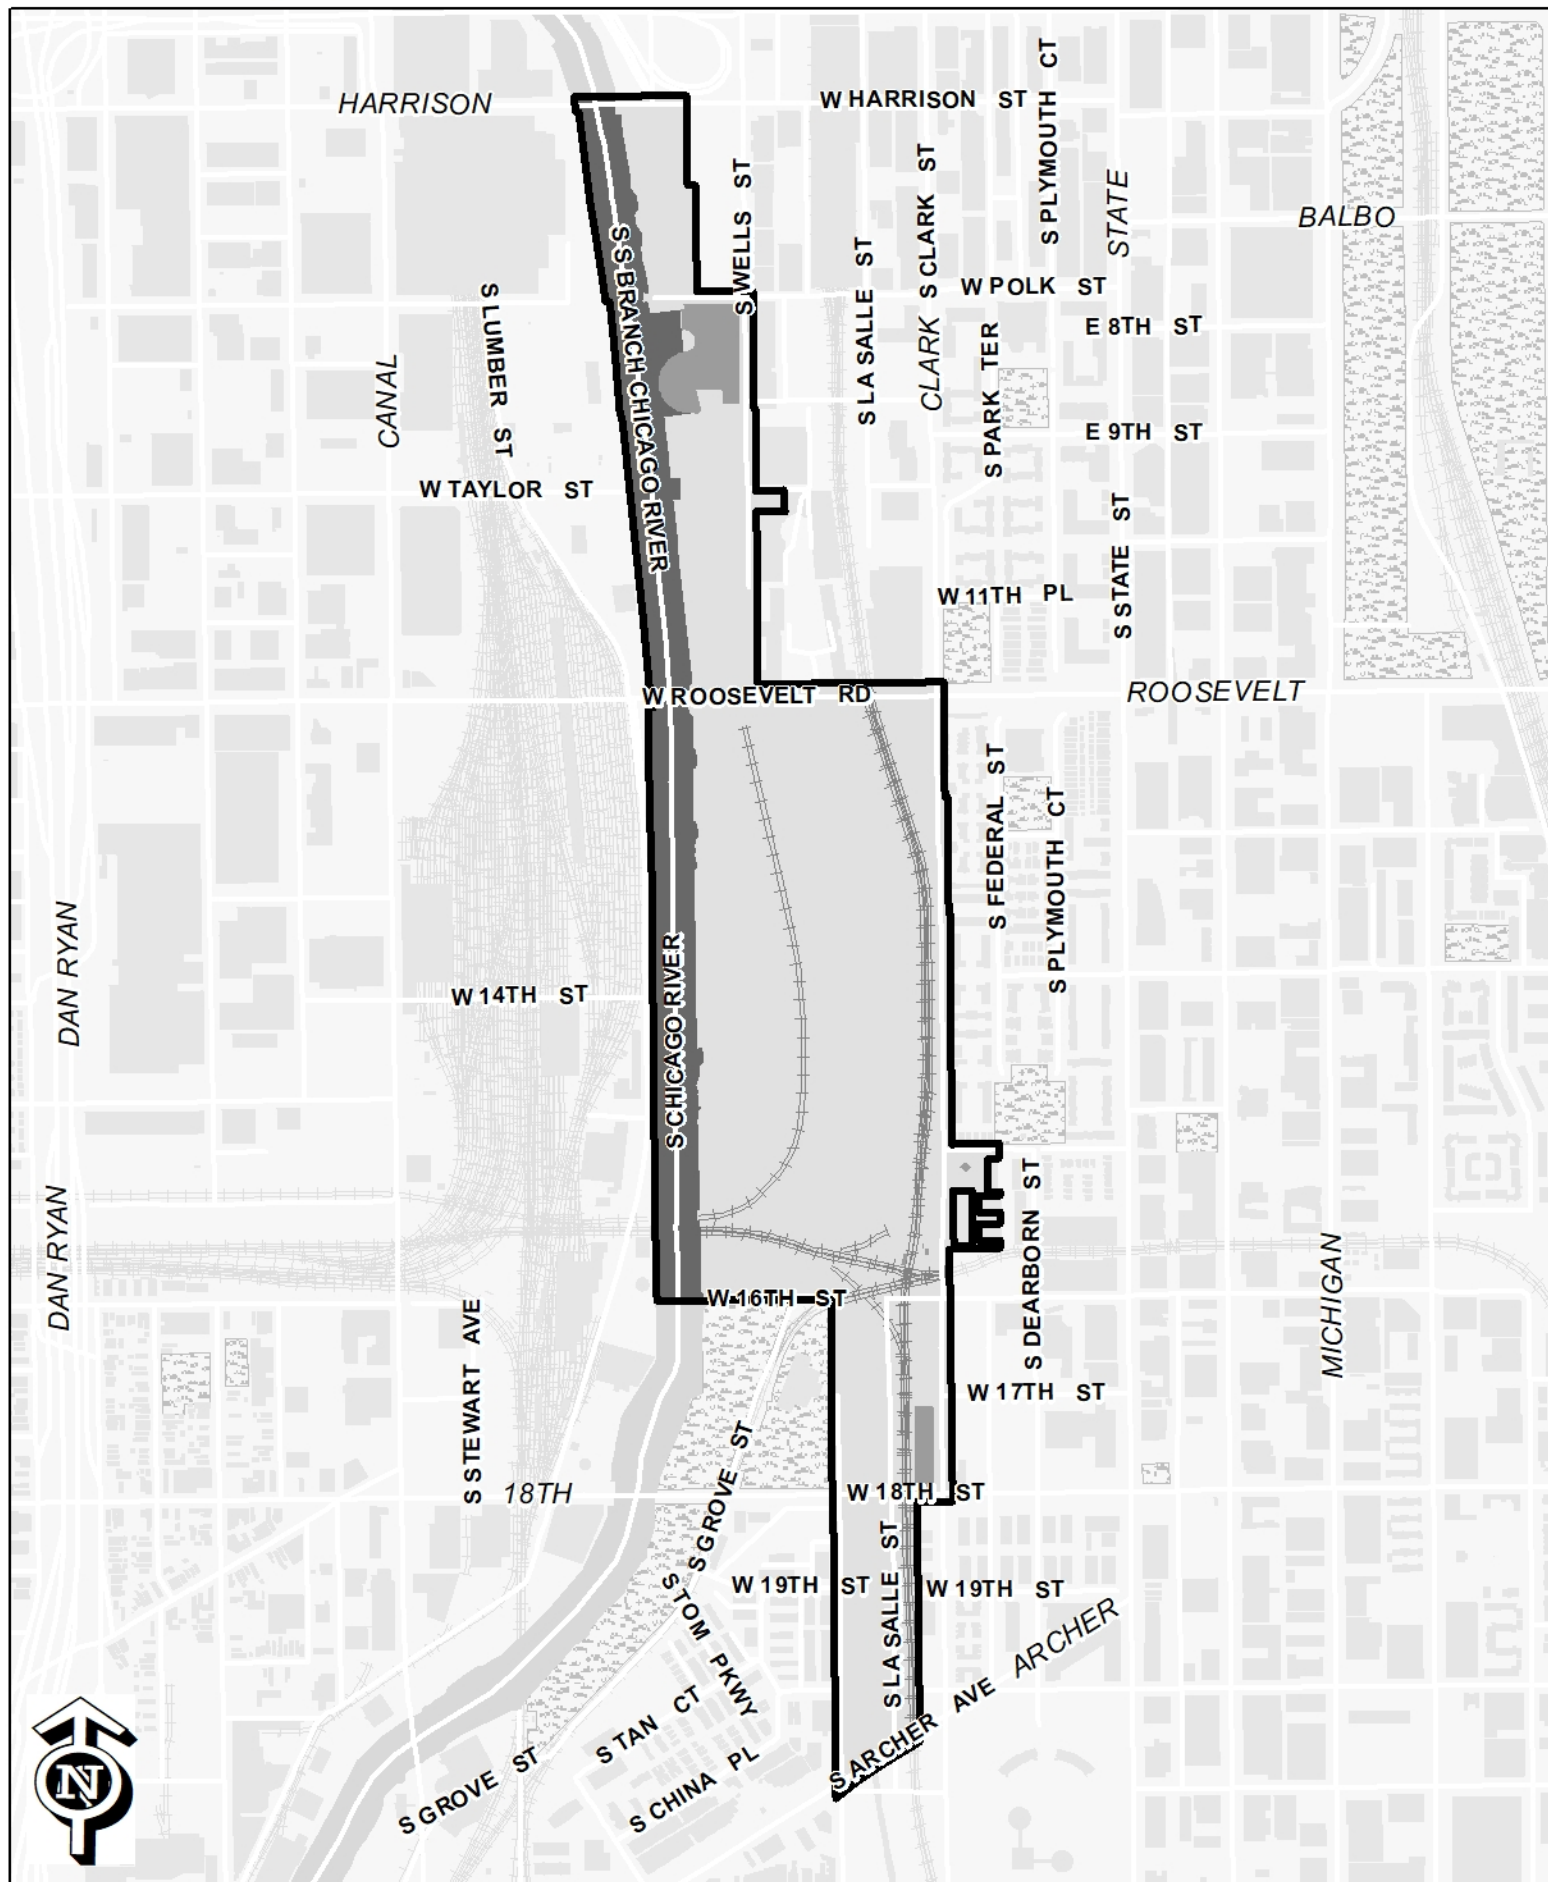 HARRISON
W HARRISON ST
S PLYMOUTH CT
S WELLS ST
S CLARK ST
STATE
BALBO
S LA SALLE ST
S S BRANCH CHICAGO RIVER
S LUMBER ST
W POLK ST
E 8TH ST
CANAL
CLARK
S PARK TER
E 9TH ST
W TAYLOR ST
S STATE ST
W 11TH PL
W ROOSEVELT RD
ROOSEVELT
S FEDERAL ST
S PLYMOUTH CT
DAN RYAN
S CHICAGO RIVER
W 14TH ST
DAN RYAN
S DEARBORN ST
MICHIGAN
W 16TH ST
S STEWART AVE
W 17TH ST
S GROVE ST
18TH
W 18TH ST
S LA SALLE ST
W 19TH ST
W 19TH ST
S TOM PKWY
ARCHER
S ARCHER AVE
S TAN CT
S GROVE ST
S CHINA PL
N